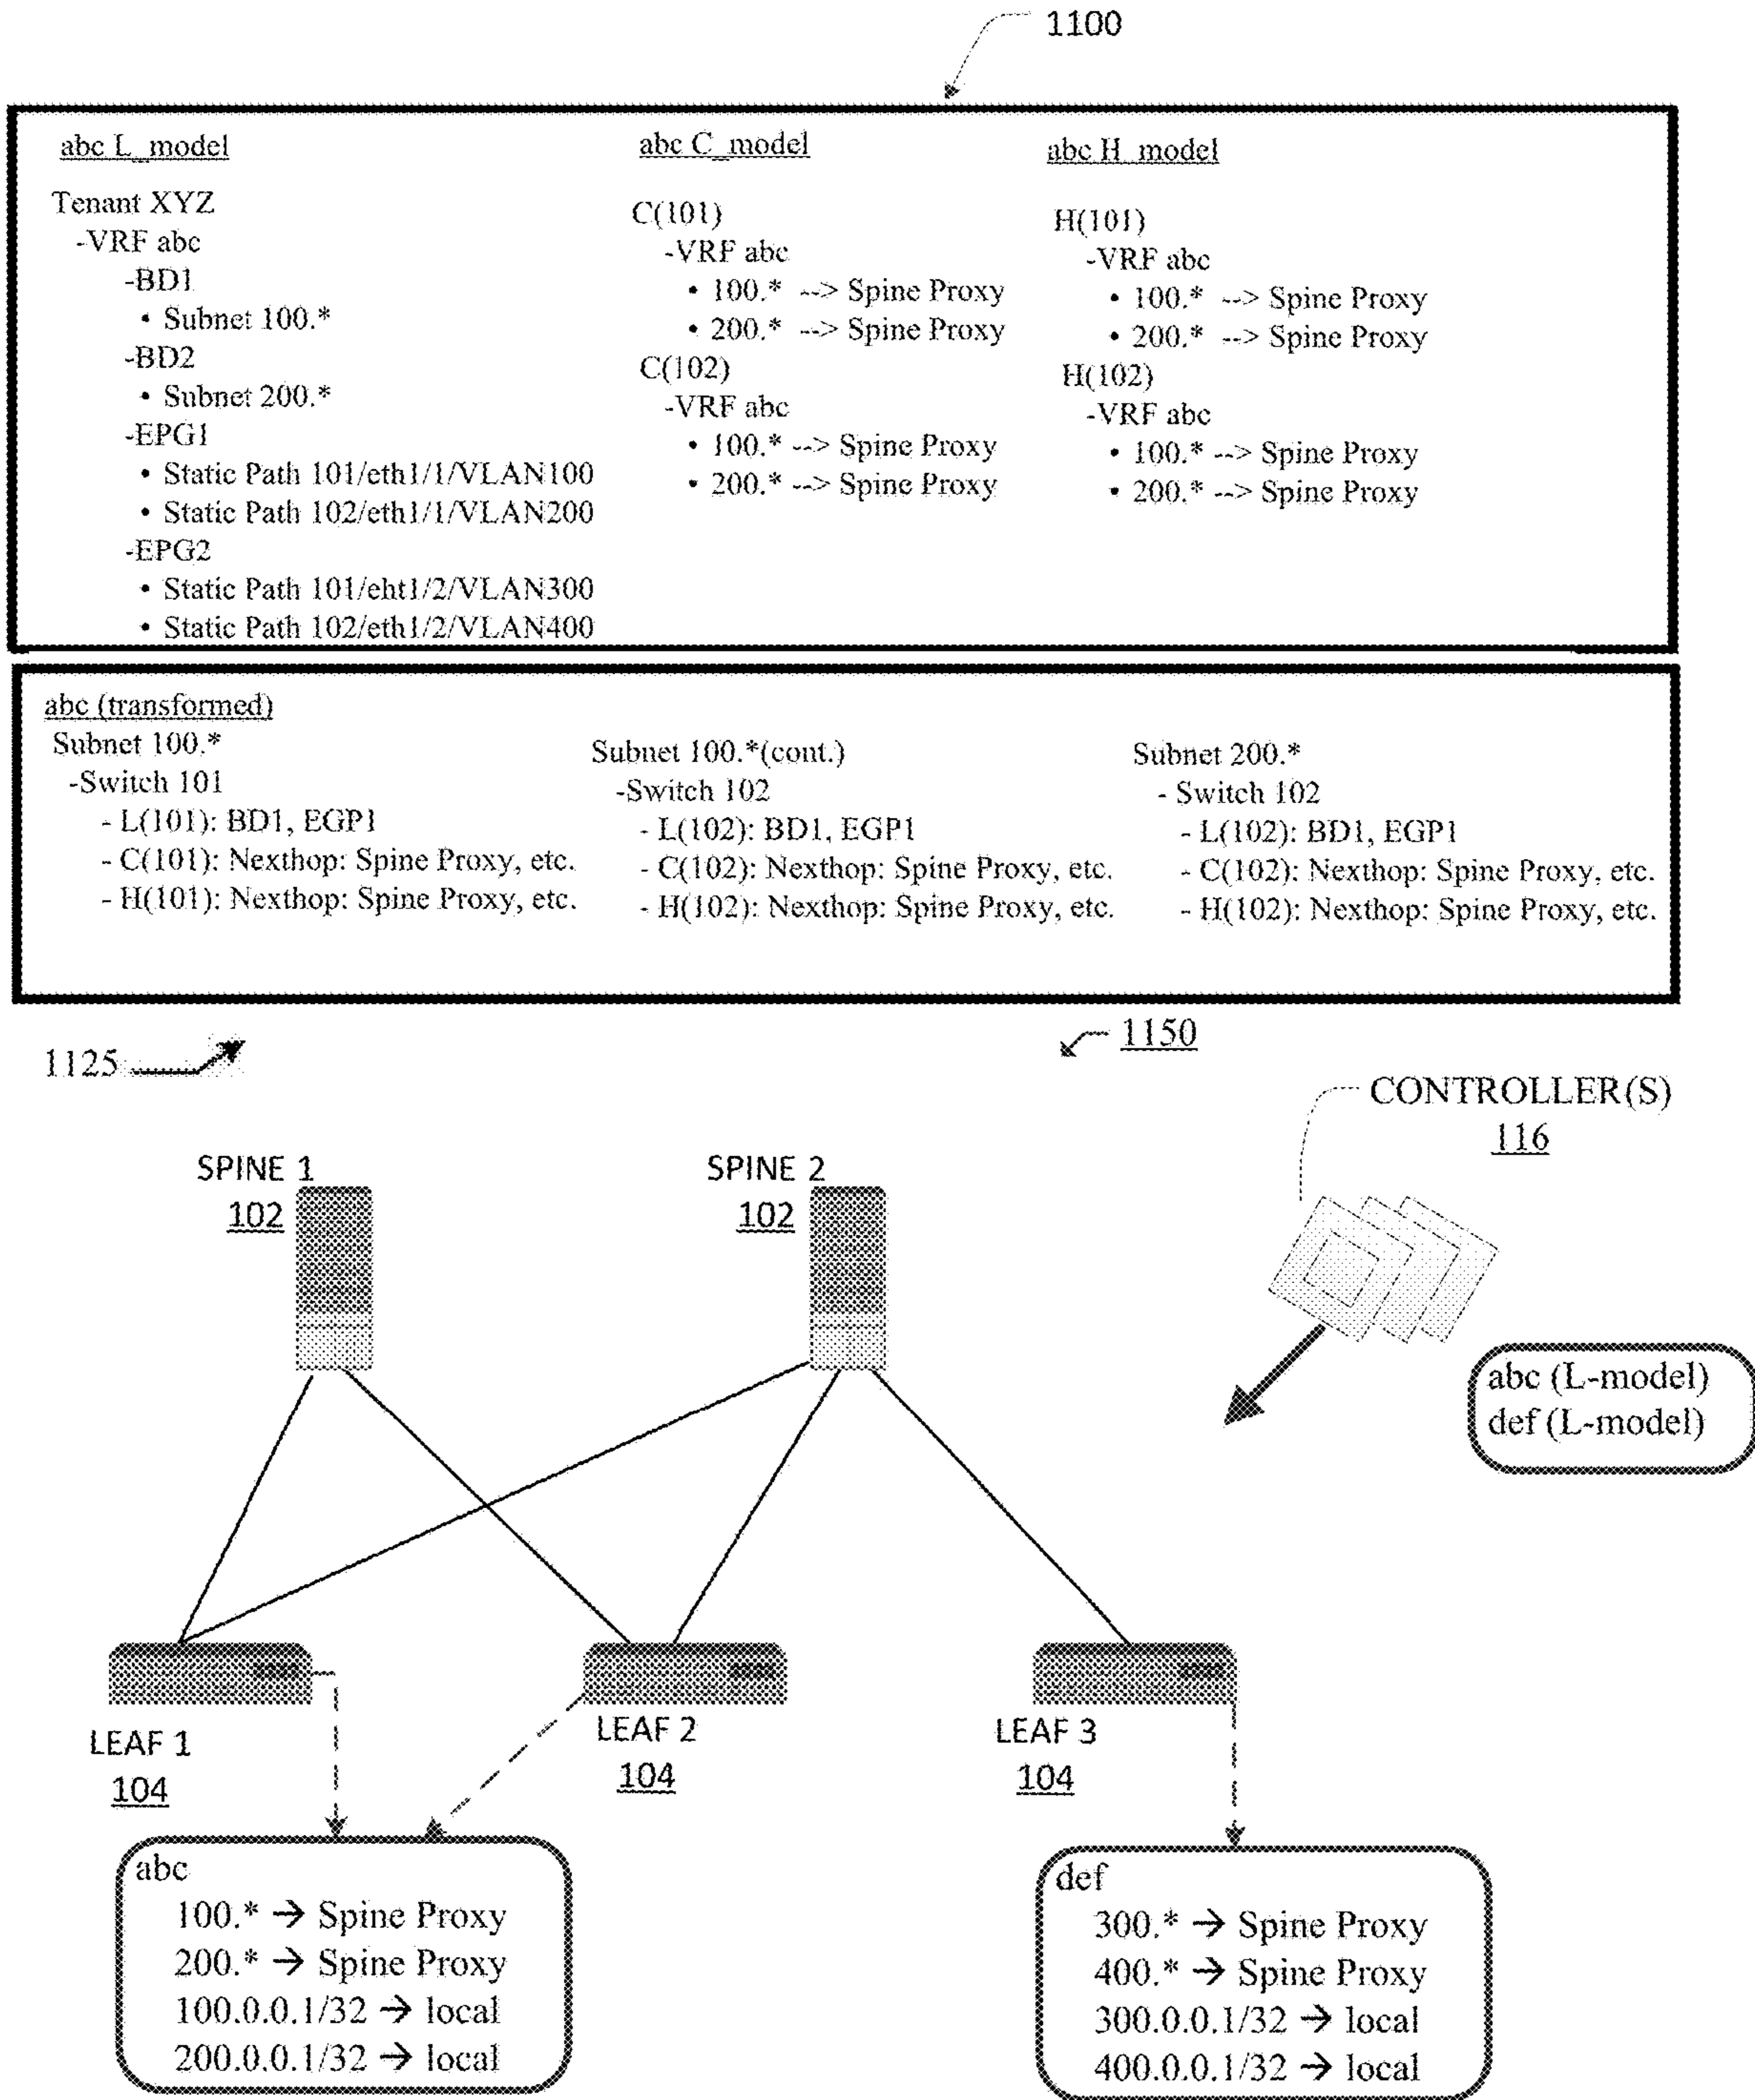 1100
abc L_model
Tenant XYZ
-VRF abc
-BD1
• Subnet 100.*
-BD2
• Subnet 200.*
-EPG1
• Static Path 101/eth1/1/VLAN100
• Static Path 102/eth1/1/VLAN200
-EPG2
• Static Path 101/eht1/2/VLAN300
• Static Path 102/eth1/2/VLAN400
abc C_model
C(101)
-VRF abc
• 100.* --> Spine Proxy
• 200.* --> Spine Proxy
C(102)
-VRF abc
• 100.* --> Spine Proxy
• 200.* --> Spine Proxy
abc H_model
H(101)
-VRF abc
• 100.* --> Spine Proxy
• 200.* --> Spine Proxy
H(102)
-VRF abc
• 100.* --> Spine Proxy
• 200.* --> Spine Proxy
abc (transformed)
Subnet 100.*
-Switch 101
- L(101): BD1, EGP1
- C(101): Nexthop: Spine Proxy, etc.
- H(101): Nexthop: Spine Proxy, etc.
Subnet 100.*(cont.)
-Switch 102
- L(102): BD1, EGP1
- C(102): Nexthop: Spine Proxy, etc.
- H(102): Nexthop: Spine Proxy, etc.
Subnet 200.*
- Switch 102
- L(102): BD1, EGP1
- C(102): Nexthop: Spine Proxy, etc.
- H(102): Nexthop: Spine Proxy, etc.
1125
1150
CONTROLLER(S)
116
SPINE 1
102
SPINE 2
102
abc (L-model)
def (L-model)
LEAF 1
104
LEAF 2
104
LEAF 3
104
abc
100.* → Spine Proxy
200.* → Spine Proxy
100.0.0.1/32 → local
200.0.0.1/32 → local
def
300.* → Spine Proxy
400.* → Spine Proxy
300.0.0.1/32 → local
400.0.0.1/32 → local